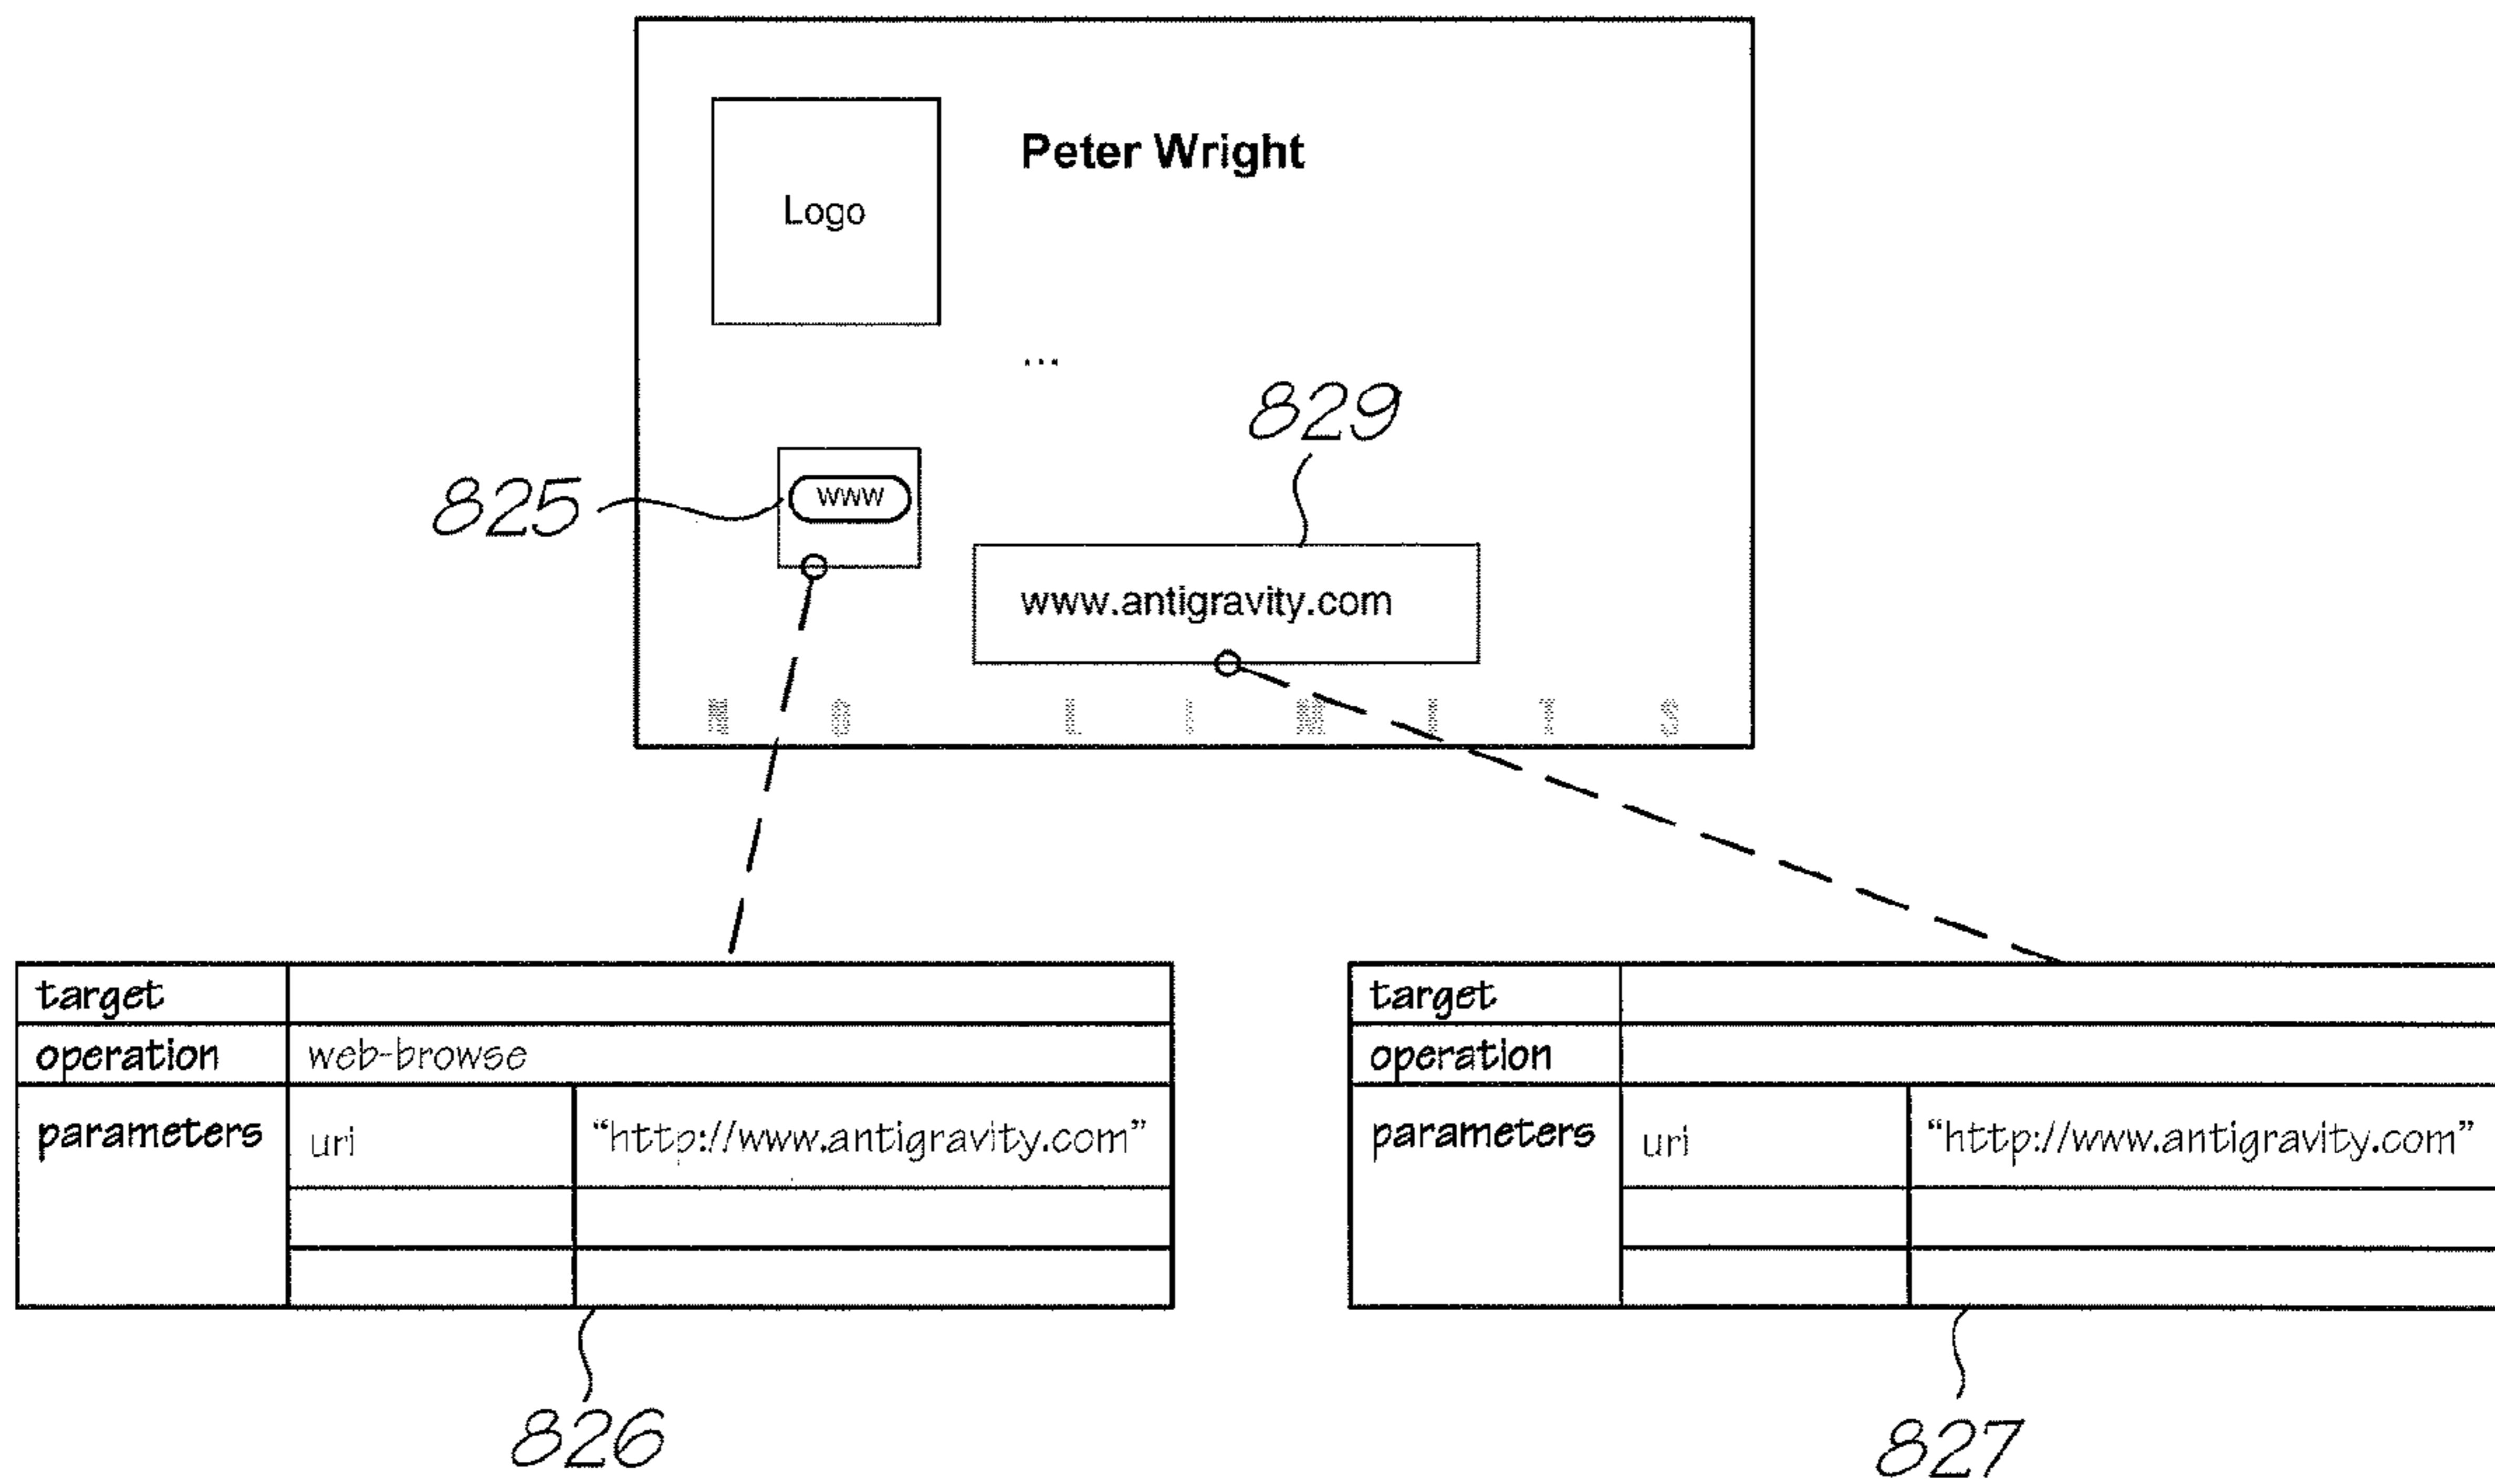 Peter Wright
Logo
...
829
825
www
www.antigravity.com
N O L I M I T S
target
operation web-browse
parameters uri “http://www.antigravity.com”
826
target
operation
parameters uri “http://www.antigravity.com”
827